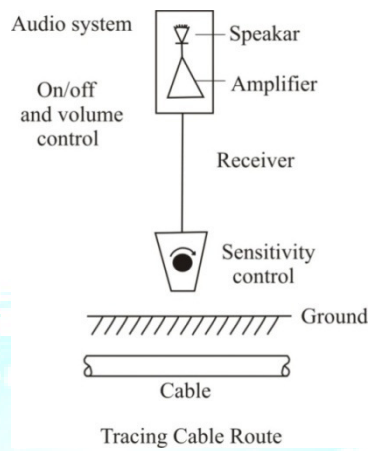 Audio system
Speakar
On/off
and volume
control
Amplifier
Receiver
Sensitivity
control
Ground
Cable
Tracing Cable Route